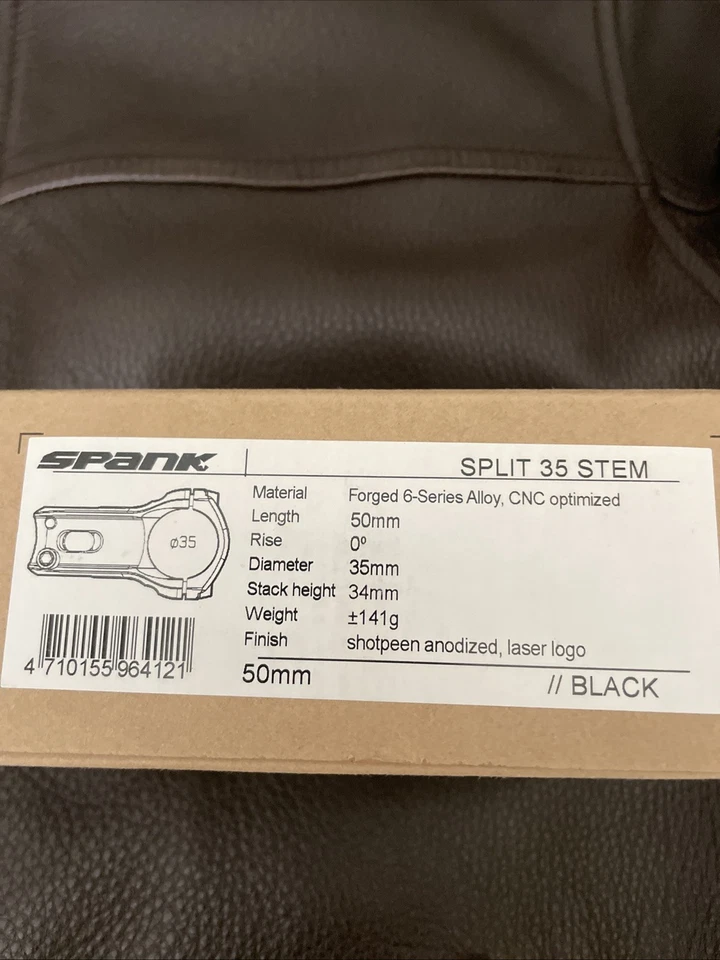 SPANK
SPLIT 35 STEM
Material Forged 6-Series Alloy, CNC optimized
Length 50mm
Rise 0º
Diameter 35mm
Stack height 34mm
Weight ±141g
Finish shotpeen anodized, laser logo
ø35
4 710155 964121
50mm
// BLACK